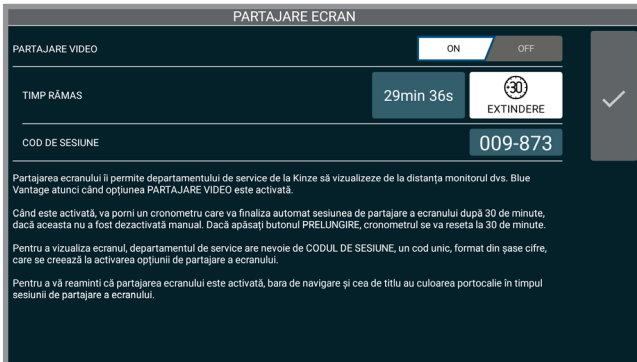 PARTAJARE ECRAN
PARTAJARE VIDEO ON OFF
TIMP RĂMAS 29min 36s 30 EXTINDERE
COD DE SESIUNE 009-873
Partajarea ecranului îi permite departamentului de service de la Kinze să vizualizeze de la distanța monitorul dvs. Blue
Vantage atunci când opțiunea PARTAJARE VIDEO este activată.
Când este activată, va porni un cronometru care va finaliza automat sesiunea de partajare a ecranului după 30 de minute,
dacă aceasta nu a fost dezactivată manual. Dacă apăsați butonul PRELUNGIRE, cronometrul se va reseta la 30 de minute.
Pentru a vizualiza ecranul, departamentul de service are nevoie de CODUL DE SESIUNE, un cod unic, format din șase cifre,
care se creează la activarea opțiunii de partajare a ecranului.
Pentru a vă reaminti că partajarea ecranului este activată, bara de navigare și cea de titlu au culoarea portocalie în timpul
sesiunii de partajare a ecranului.